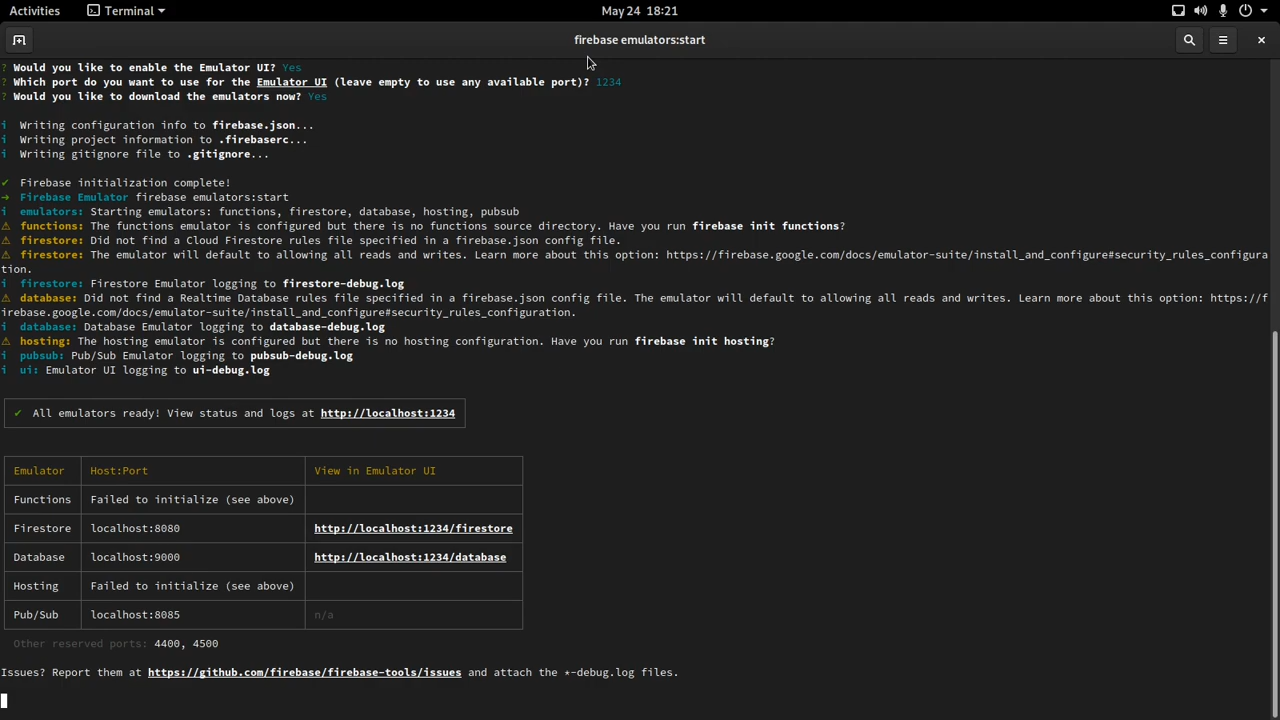 Activities Terminal May 24 18:21
firebase emulators:start
? Would you like to enable the Emulator UI? Yes
? Which port do you want to use for the Emulator UI (leave empty to use any available port)? 1234
? Would you like to download the emulators now? Yes
i Writing configuration info to firebase.json...
i Writing project information to .firebaserc...
i Writing gitignore file to .gitignore...
✔ Firebase initialization complete!
➜ Firebase Emulator firebase emulators:start
i emulators: Starting emulators: functions, firestore, database, hosting, pubsub
⚠ functions: The functions emulator is configured but there is no functions source directory. Have you run firebase init functions?
⚠ firestore: Did not find a Cloud Firestore rules file specified in a firebase.json config file.
⚠ firestore: The emulator will default to allowing all reads and writes. Learn more about this option: https://firebase.google.com/docs/emulator-suite/install_and_configure#security_rules_configura
tion.
i firestore: Firestore Emulator logging to firestore-debug.log
⚠ database: Did not find a Realtime Database rules file specified in a firebase.json config file. The emulator will default to allowing all reads and writes. Learn more about this option: https://f
irebase.google.com/docs/emulator-suite/install_and_configure#security_rules_configuration.
i database: Database Emulator logging to database-debug.log
⚠ hosting: The hosting emulator is configured but there is no hosting configuration. Have you run firebase init hosting?
i pubsub: Pub/Sub Emulator logging to pubsub-debug.log
i ui: Emulator UI logging to ui-debug.log
✔ All emulators ready! View status and logs at http://localhost:1234
Emulator Host:Port View in Emulator UI
Functions Failed to initialize (see above)
Firestore localhost:8080 http://localhost:1234/firestore
Database localhost:9000 http://localhost:1234/database
Hosting Failed to initialize (see above)
Pub/Sub localhost:8085 n/a
Other reserved ports: 4400, 4500
Issues? Report them at https://github.com/firebase/firebase-tools/issues and attach the *-debug.log files.